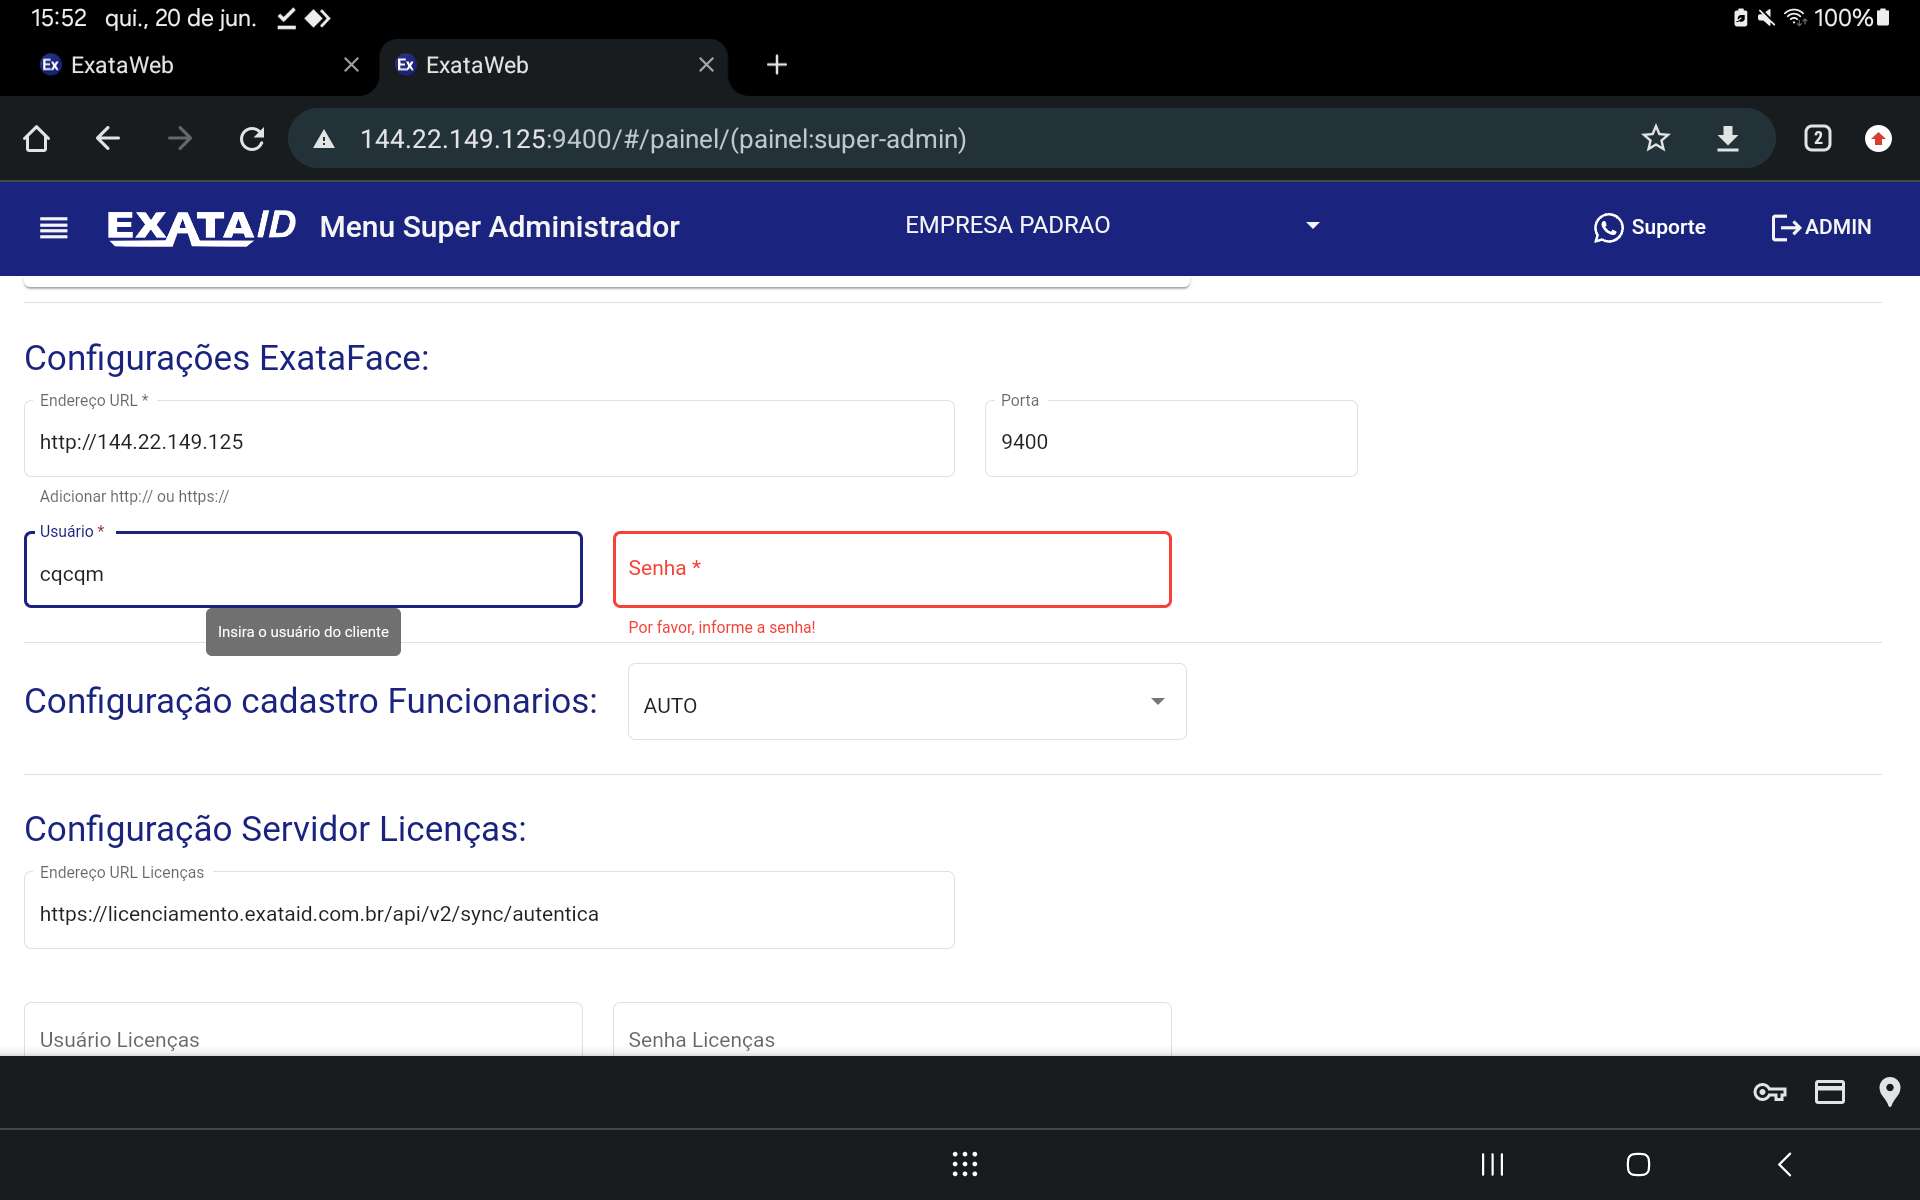 15:52 qui., 20 de jun. 100%
Ex ExataWeb Ex ExataWeb
144.22.149.125:9400/#/painel/(painel:super-admin) 2
EXATAID Menu Super Administrador EMPRESA PADRAO Suporte ADMIN
Configurações ExataFace:
Endereço URL * Porta
http://144.22.149.125 9400
Adicionar http:// ou https://
Usuário *
cqcqm Senha *
Insira o usuário do cliente Por favor, informe a senha!
Configuração cadastro Funcionarios: AUTO
Configuração Servidor Licenças:
Endereço URL Licenças
https://licenciamento.exataid.com.br/api/v2/sync/autentica
Usuário Licenças Senha Licenças